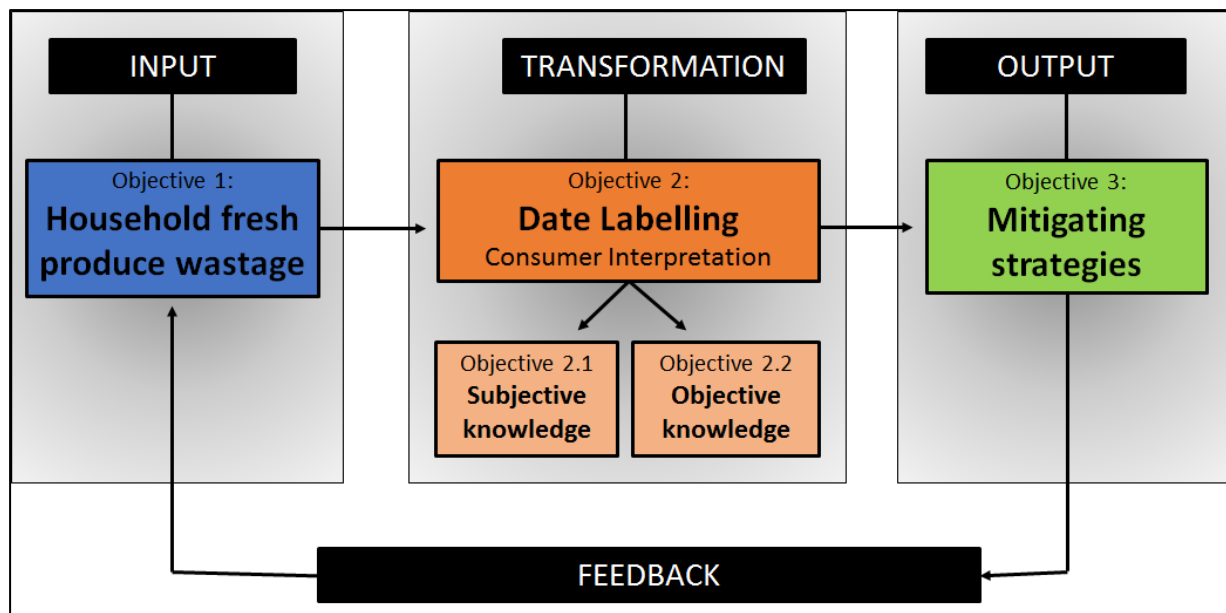 INPUT
TRANSFORMATION
OUTPUT
Objective 1:
Household fresh
produce wastage
Objective 2:
Date Labelling
Consumer Interpretation
Objective 3:
Mitigating
strategies
Objective 2.1
Subjective
knowledge
Objective 2.2
Objective
knowledge
FEEDBACK